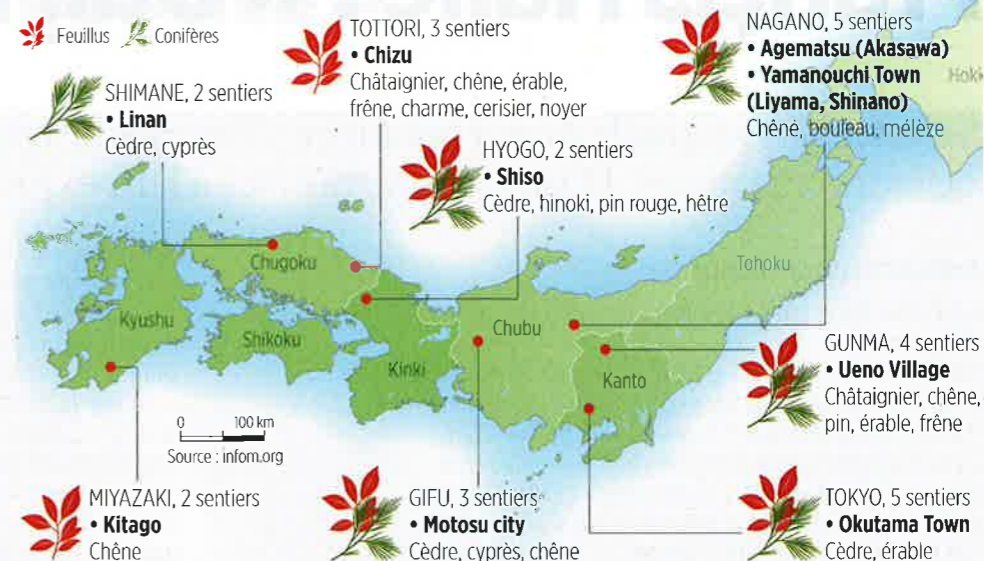 Feuillus Conifères
SHIMANE, 2 sentiers
• Linan
Cèdre, cyprès
TOTTORI, 3 sentiers
• Chizu
Châtaignier, chêne, érable,
frêne, charme, cerisier, noyer
HYOGO, 2 sentiers
• Shiso
Cèdre, hinoki, pin rouge, hêtre
NAGANO, 5 sentiers
• Agematsu (Akasawa)
• Yamanouchi Town
(Liyama, Shinano)
Chêne, bouleau, mélèze
Hokk
Tohoku
Chugoku
Kyushu
Shikoku
Kinki
Chubu
Kanto
0 100 km
Source : infom.org
GUNMA, 4 sentiers
• Ueno Village
Châtaignier, chêne,
pin, érable, frêne
MIYAZAKI, 2 sentiers
• Kitago
Chêne
GIFU, 3 sentiers
• Motosu city
Cèdre, cyprès, chêne
TOKYO, 5 sentiers
• Okutama Town
Cèdre, érable